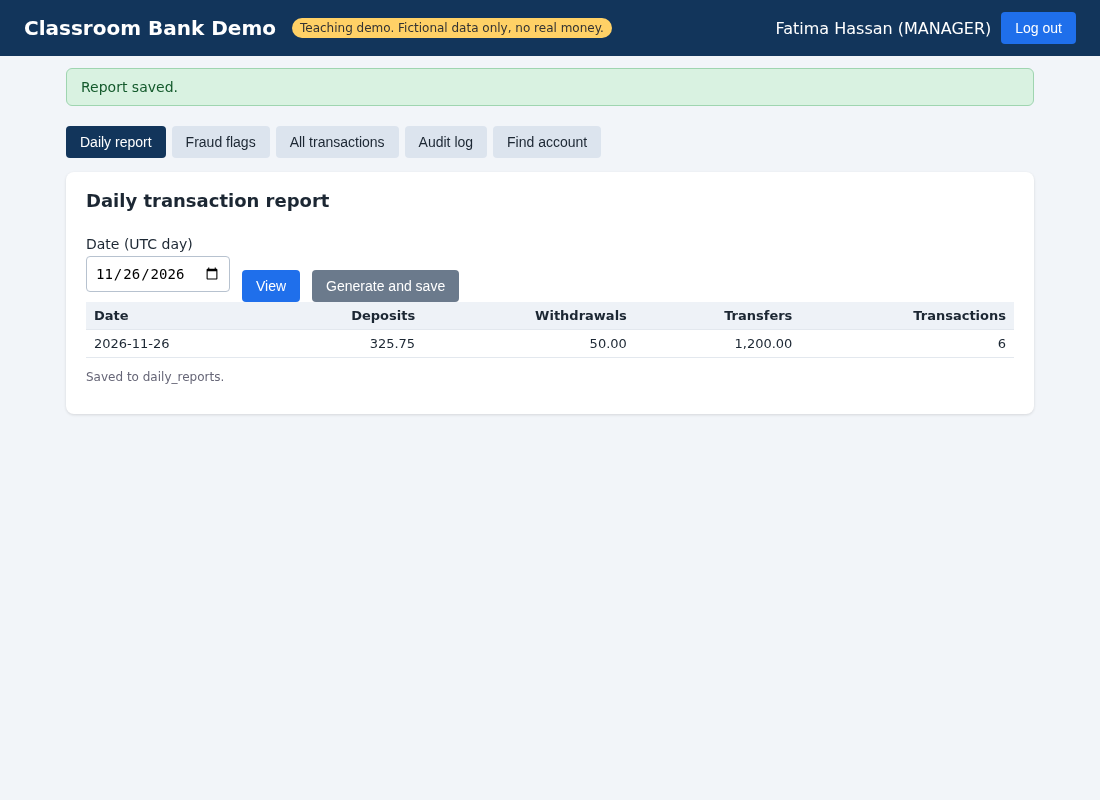 Classroom Bank Demo Teaching demo. Fictional data only, no real money. Fatima Hassan (MANAGER) Log out
Report saved.
Daily report Fraud flags All transactions Audit log Find account
Daily transaction report
Date (UTC day)
11/26/2026 View Generate and save
Date Deposits Withdrawals Transfers Transactions
2026-11-26 325.75 50.00 1,200.00 6
Saved to daily_reports.